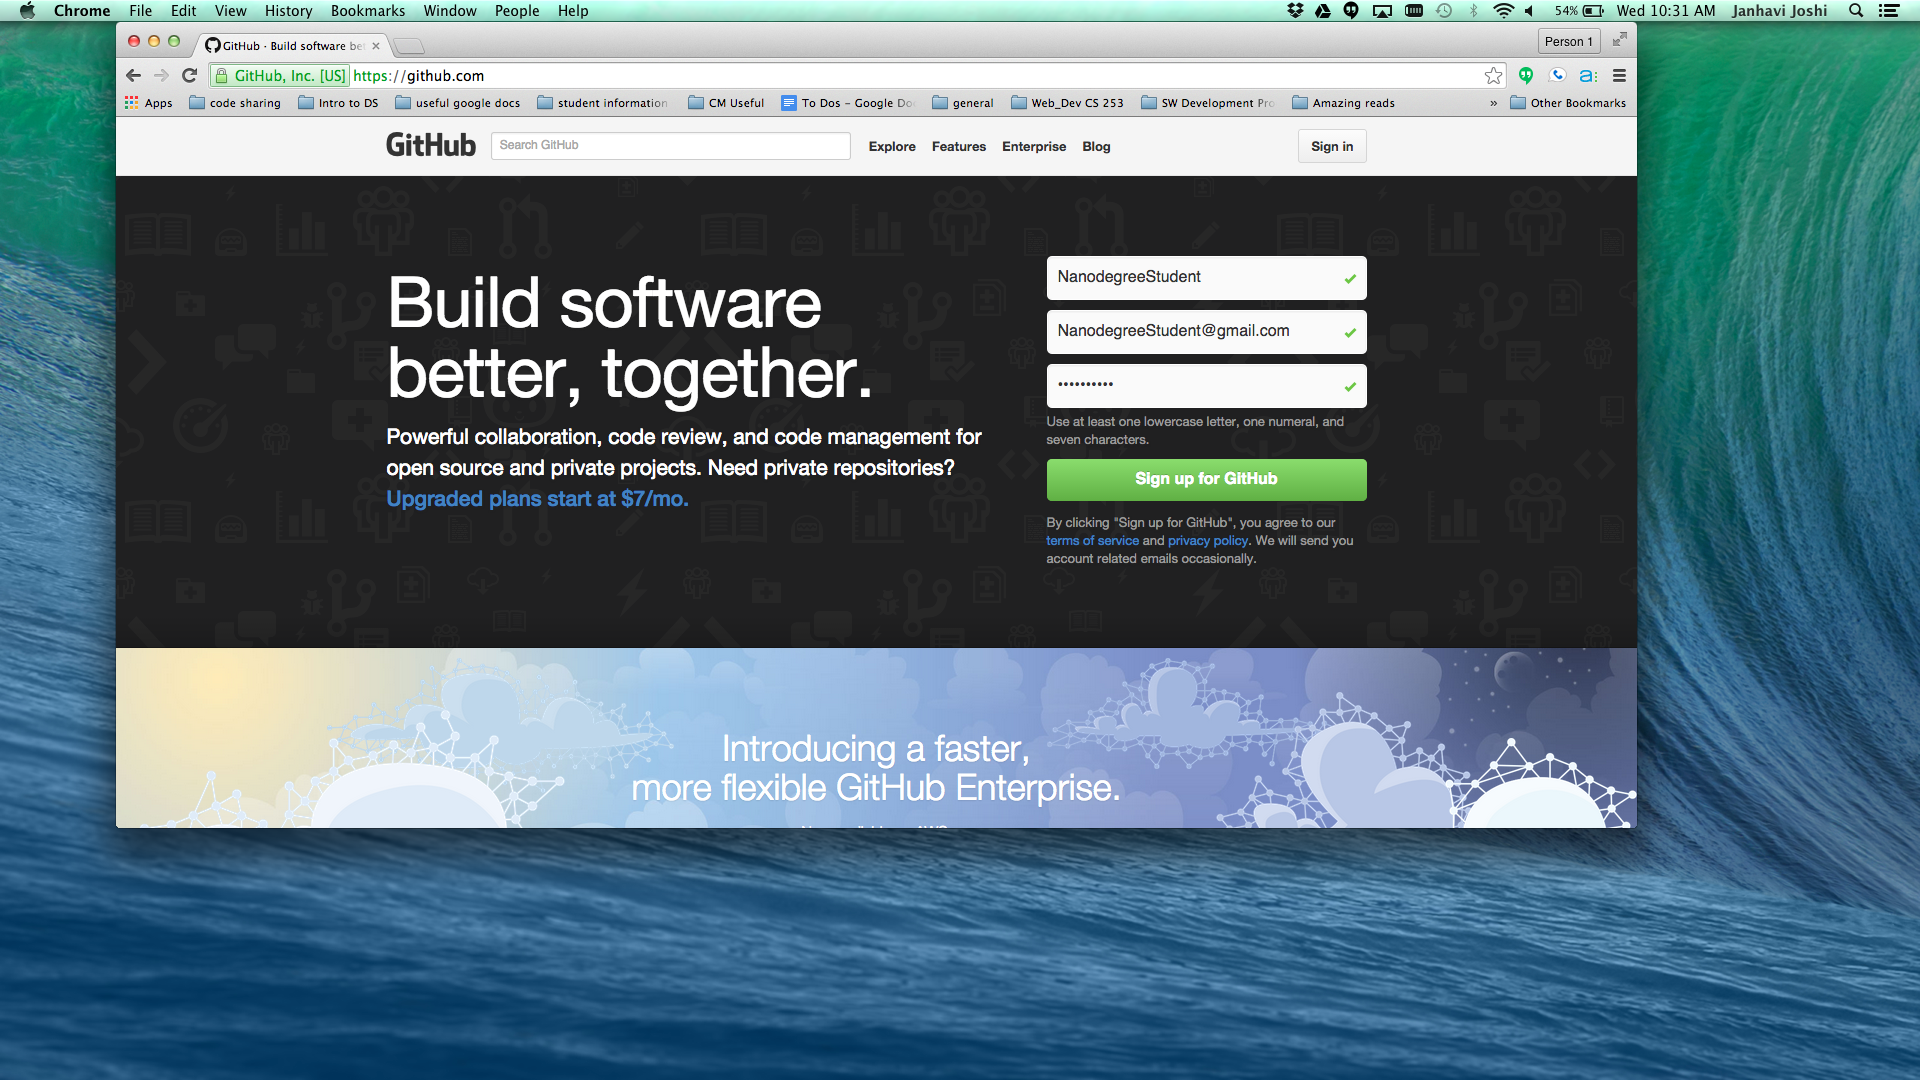 Chrome File Edit View History Bookmarks Window People Help 54% Wed 10:31 AM Janhavi Joshi
GitHub · Build software be Person 1
GitHub, Inc. [US] https://github.com
Apps code sharing Intro to DS useful google docs student information CM Useful To Dos – Google Do general Web_Dev CS 253 SW Development Pro Amazing reads » Other Bookmarks
GitHub Search GitHub Explore Features Enterprise Blog Sign in
Build software
better, together.
Powerful collaboration, code review, and code management for
open source and private projects. Need private repositories?
Upgraded plans start at $7/mo.
NanodegreeStudent
NanodegreeStudent@gmail.com
••••••••••
Use at least one lowercase letter, one numeral, and
seven characters.
Sign up for GitHub
By clicking "Sign up for GitHub", you agree to our
terms of service and privacy policy. We will send you
account related emails occasionally.
Introducing a faster,
more flexible GitHub Enterprise.